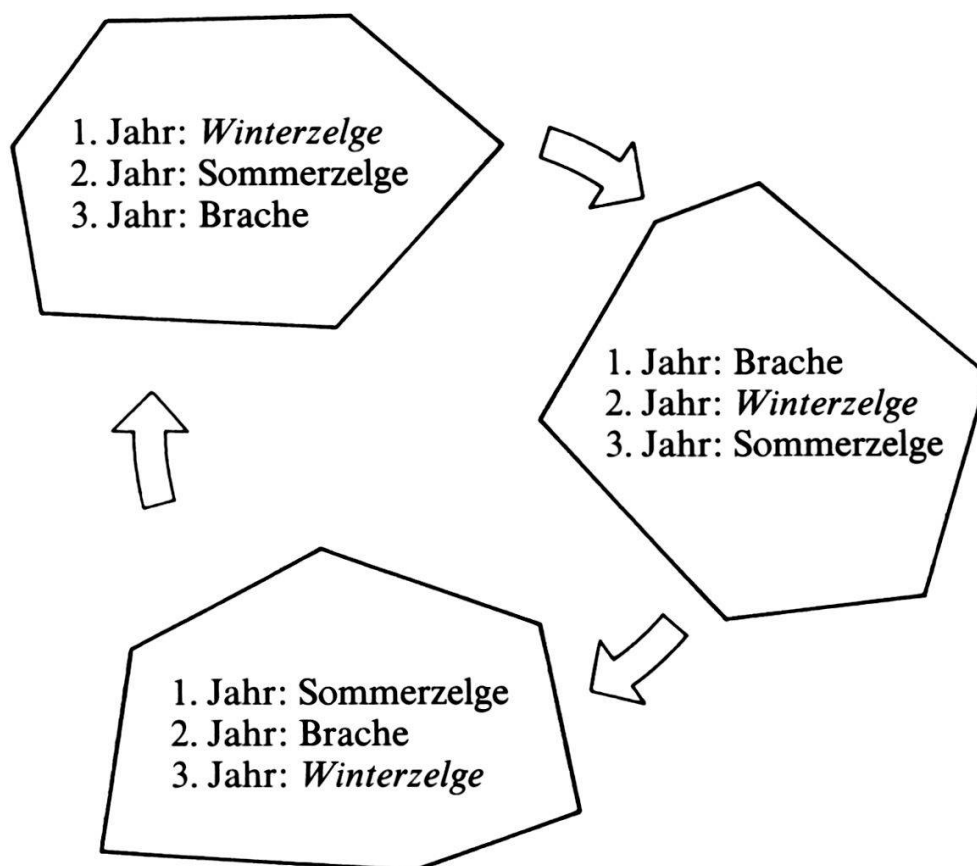 1. Jahr: Winterzelge
2. Jahr: Sommerzelge
3. Jahr: Brache
1. Jahr: Brache
2. Jahr: Winterzelge
3. Jahr: Sommerzelge
1. Jahr: Sommerzelge
2. Jahr: Brache
3. Jahr: Winterzelge